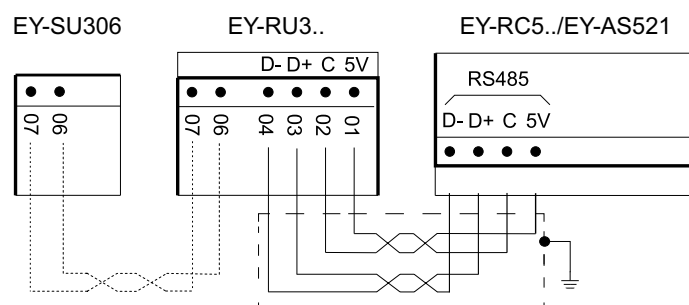 EY-SU306 EY-RU3.. EY-RC5../EY-AS521
D- D+ C 5V
RS485
D- D+ C 5V
07 06
07 06 04 03 02 01